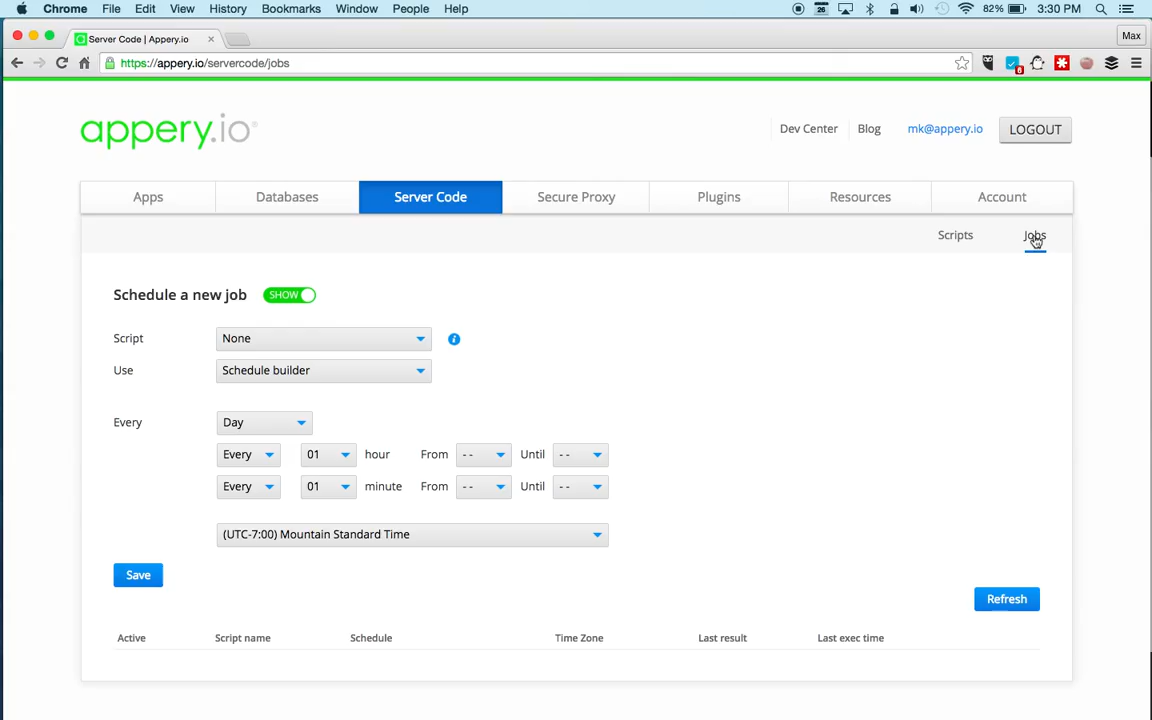 Chrome File Edit View History Bookmarks Window People Help 26 82% 3:30 PM
Server Code | Appery.io Max
https://appery.io/servercode/jobs 6
appery.io Dev Center Blog mk@appery.io LOGOUT
Apps Databases Server Code Secure Proxy Plugins Resources Account
Scripts Jobs
Schedule a new job SHOW
Script None i
Use Schedule builder
Every Day
Every 01 hour From -- Until --
Every 01 minute From -- Until --
(UTC-7:00) Mountain Standard Time
Save
Refresh
Active Script name Schedule Time Zone Last result Last exec time